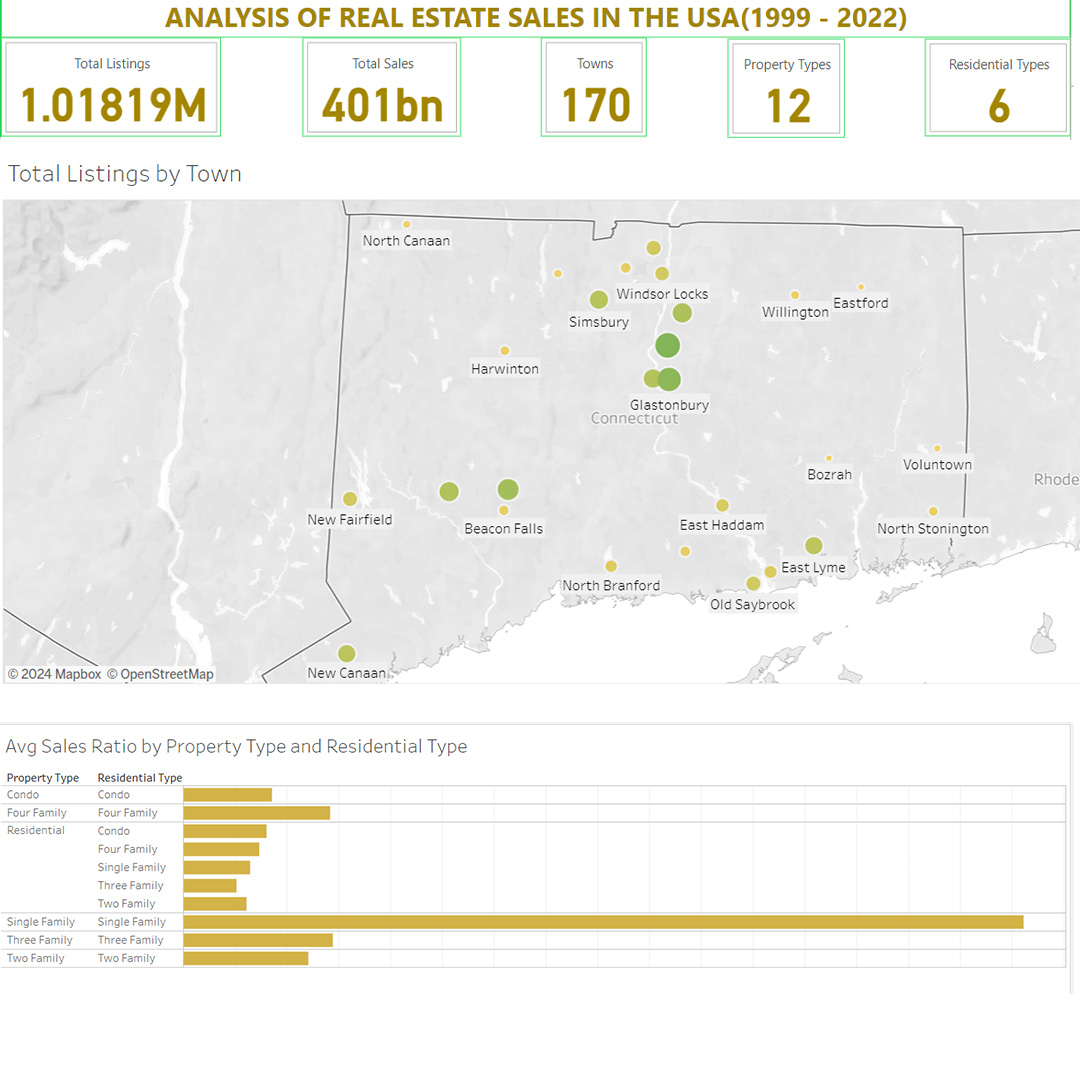 ANALYSIS OF REAL ESTATE SALES IN THE USA(1999 - 2022)
Total Listings
1.01819M
Total Sales
401bn
Towns
170
Property Types
12
Residential Types
6
Total Listings by Town
North Canaan
Windsor Locks
Simsbury
Willington
Eastford
Harwinton
Glastonbury
Connecticut
Bozrah
Voluntown
Rhode
New Fairfield
Beacon Falls
East Haddam
North Stonington
North Branford
East Lyme
Old Saybrook
New Canaan
© 2024 Mapbox © OpenStreetMap
Avg Sales Ratio by Property Type and Residential Type
Property Type Residential Type
Condo Condo
Four Family Four Family
Residential Condo
Four Family
Single Family
Three Family
Two Family
Single Family Single Family
Three Family Three Family
Two Family Two Family